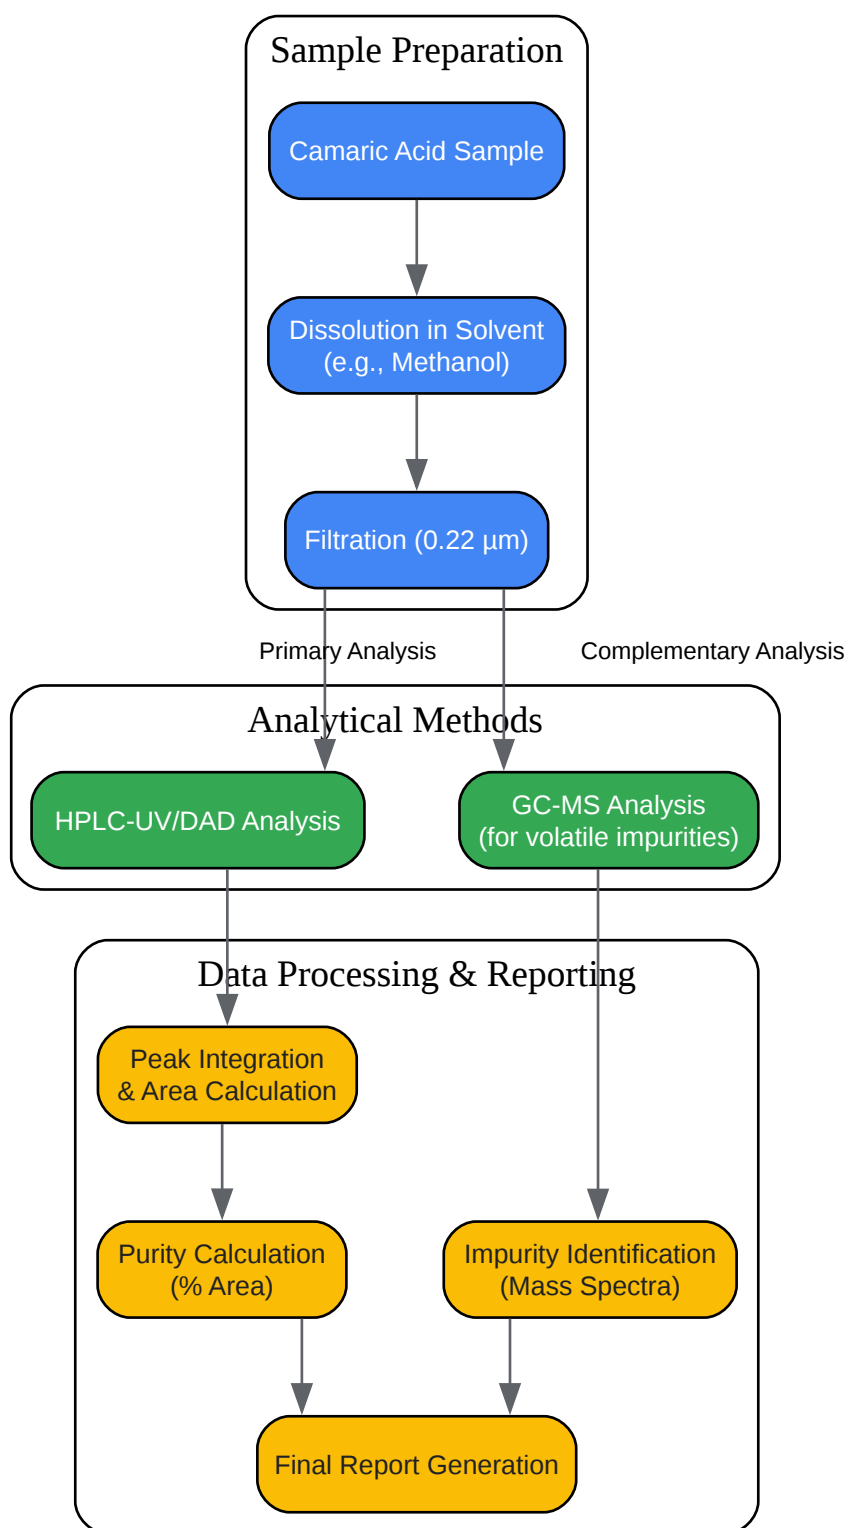 Sample Preparation
Camaric Acid Sample
Dissolution in Solvent
(e.g., Methanol)
Filtration (0.22 µm)
Primary Analysis
Complementary Analysis
Analytical Methods
HPLC-UV/DAD Analysis
GC-MS Analysis
(for volatile impurities)
Data Processing & Reporting
Peak Integration
& Area Calculation
Purity Calculation
(% Area)
Impurity Identification
(Mass Spectra)
Final Report Generation